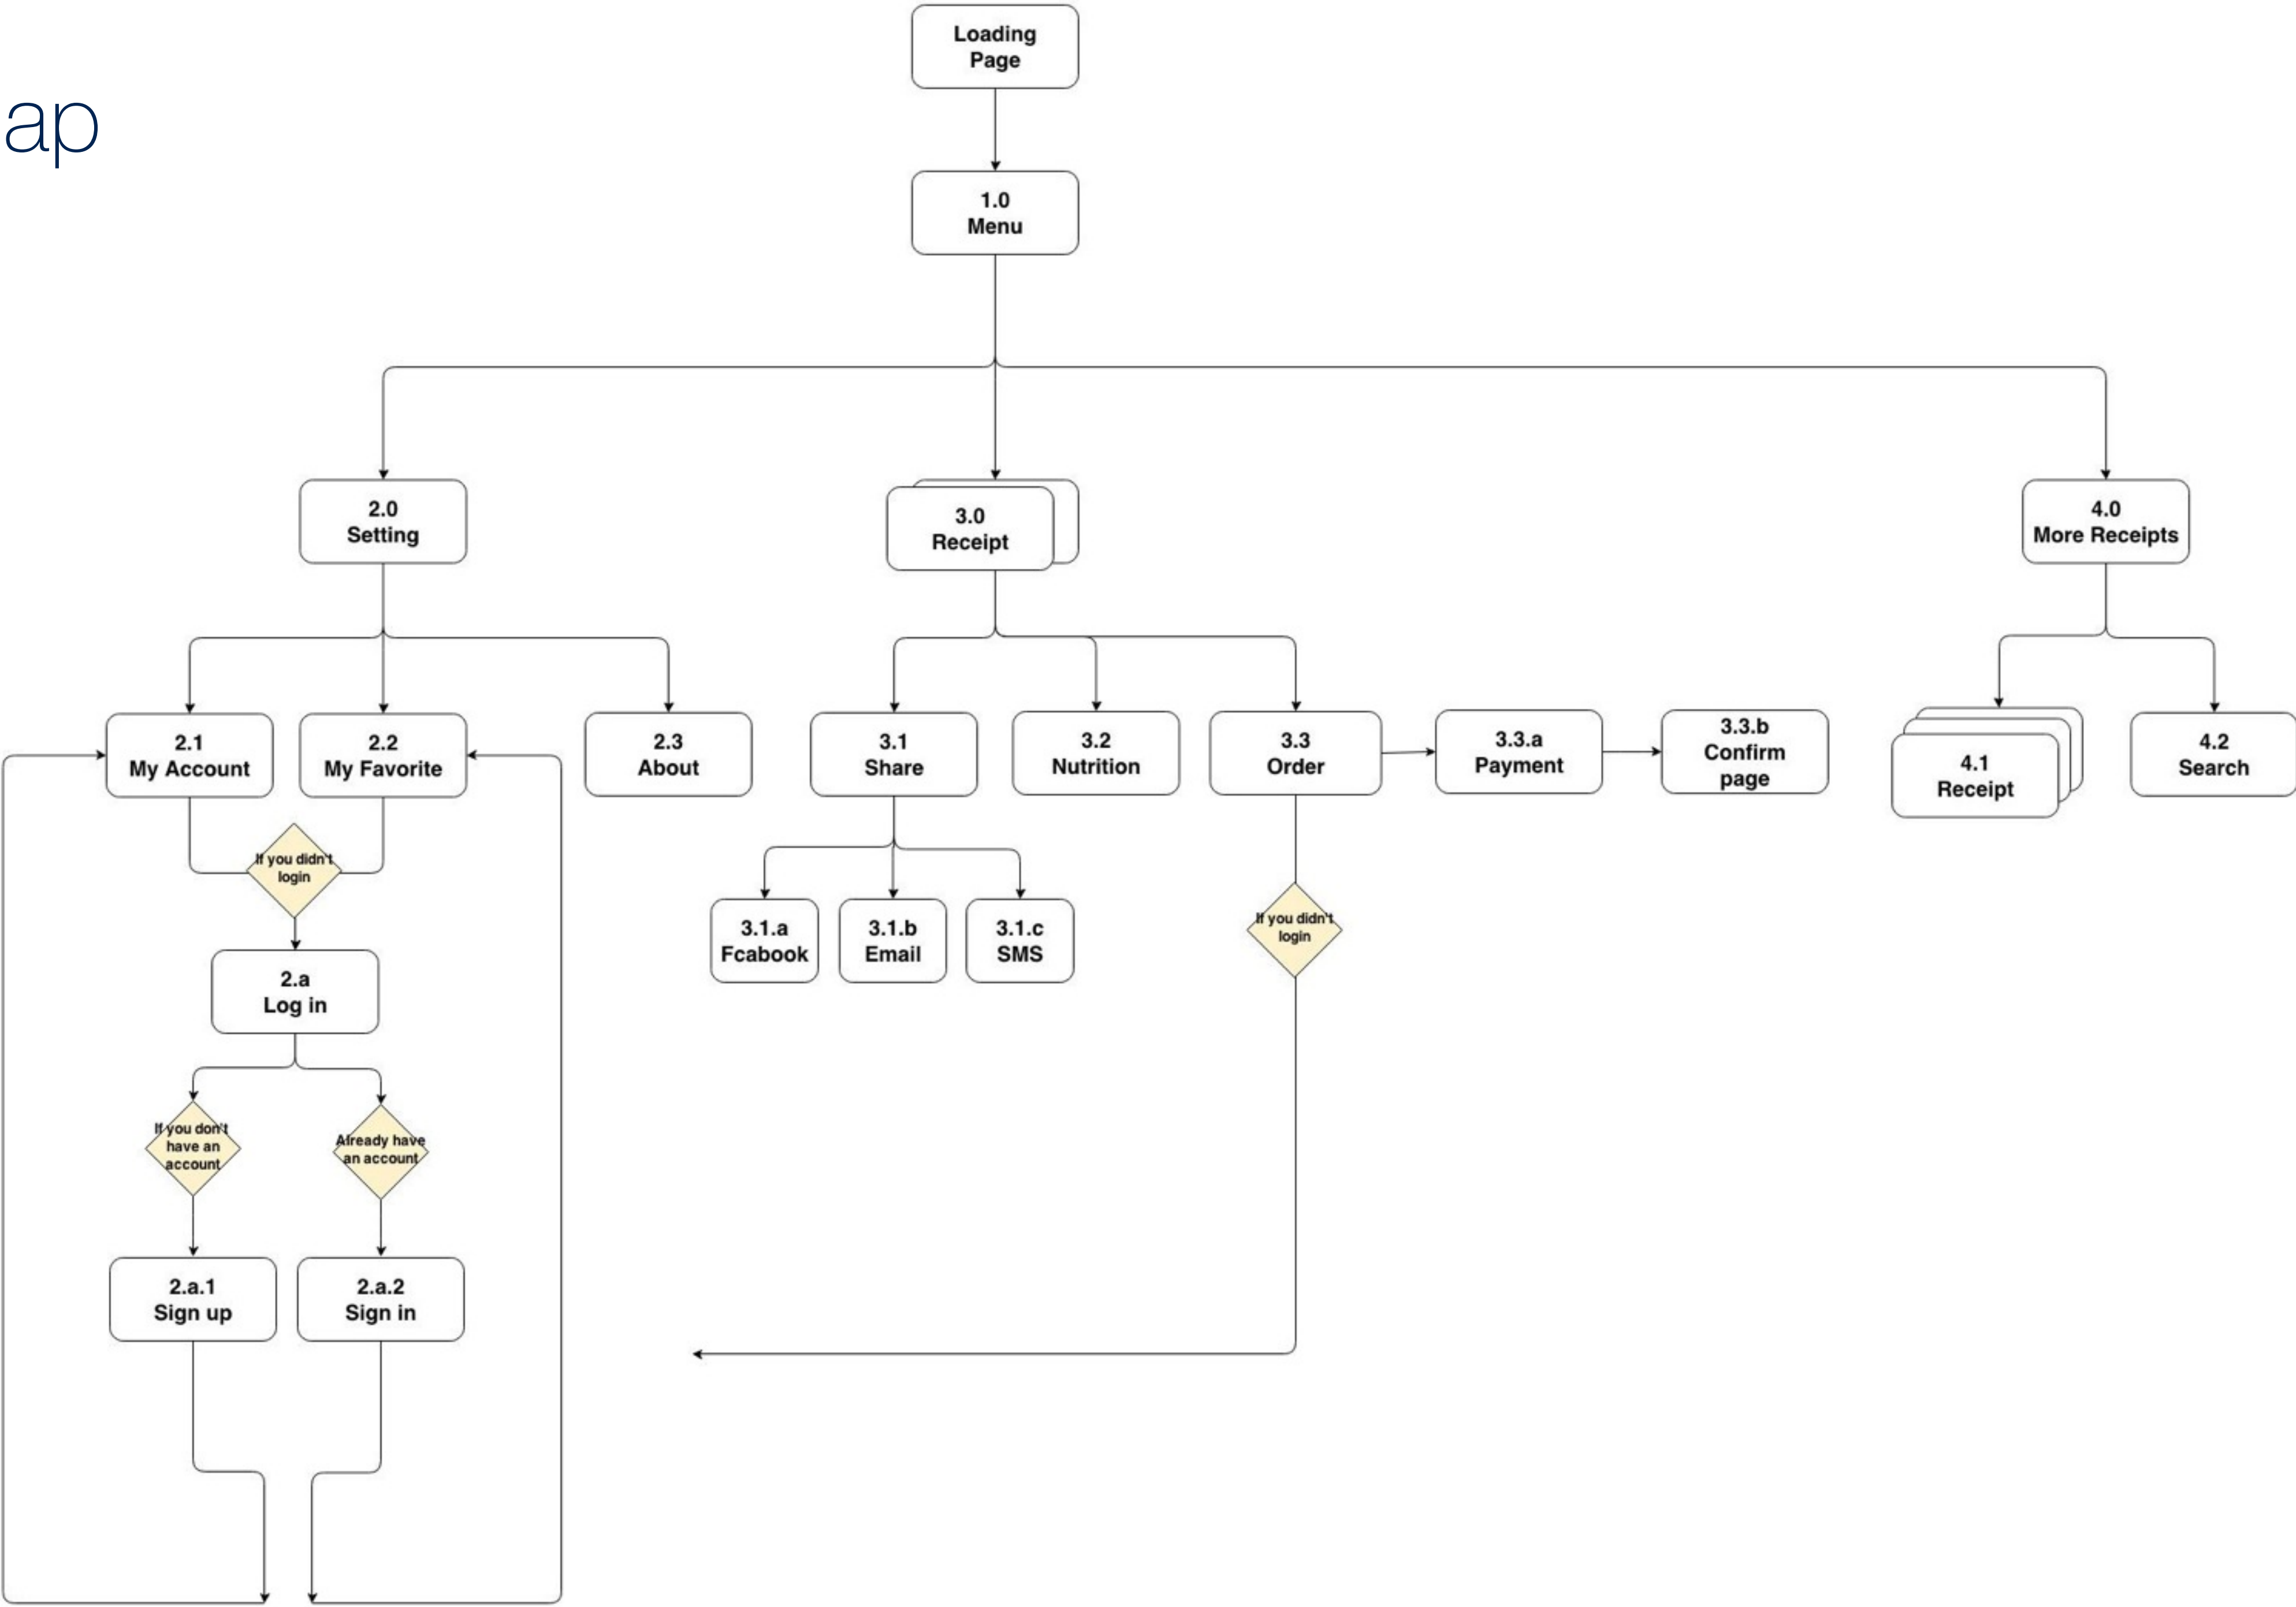 ap
Loading
Page
1.0
Menu
2.0
Setting
3.0
Receipt
4.0
More Receipts
2.1
My Account
2.2
My Favorite
2.3
About
3.1
Share
3.2
Nutrition
3.3
Order
3.3.a
Payment
3.3.b
Confirm
page
4.1
Receipt
4.2
Search
If you didn't
login
3.1.a
Fcabook
3.1.b
Email
3.1.c
SMS
If you didn't
login
2.a
Log in
If you don't
have an
account
Already have
an account
2.a.1
Sign up
2.a.2
Sign in